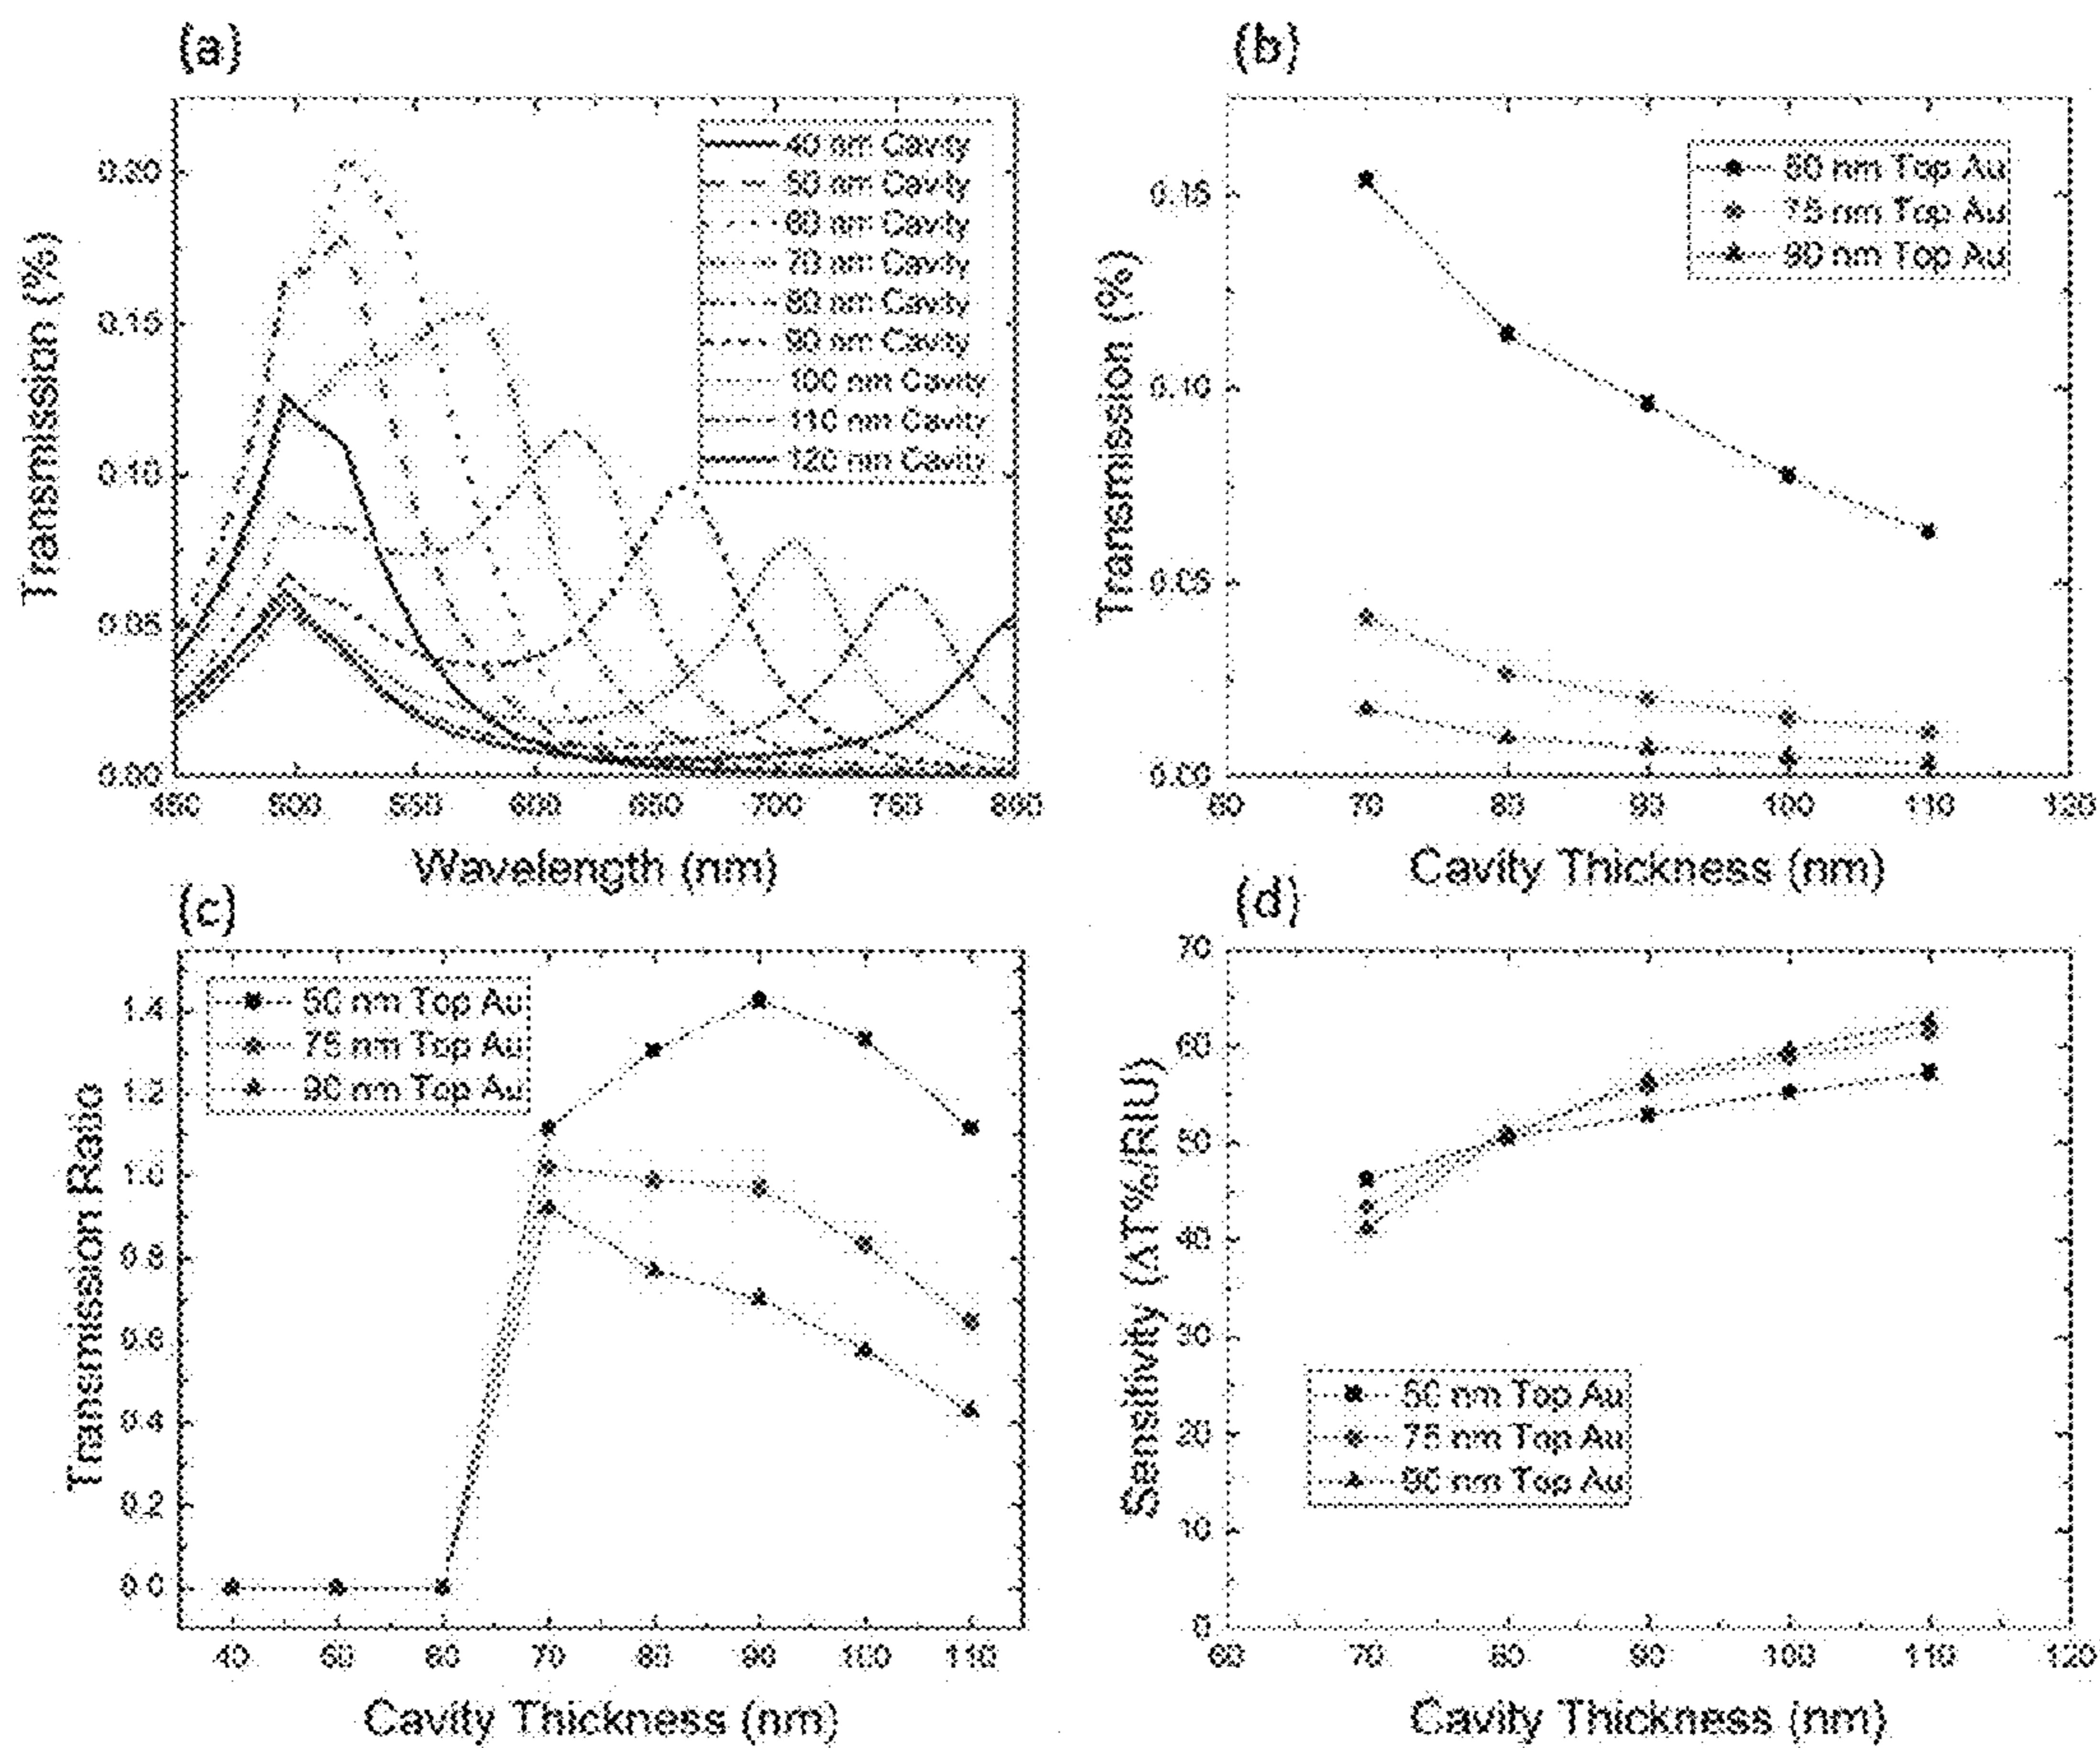 (a)
Transmission (%)
0.20
0.15
0.10
0.05
0.00
450 500 550 600 650 700 750 800
Wavelength (nm)
40 nm Cavity
50 nm Cavity
60 nm Cavity
70 nm Cavity
80 nm Cavity
90 nm Cavity
100 nm Cavity
110 nm Cavity
120 nm Cavity
(b)
Transmission (%)
0.15
0.10
0.05
0.00
60 70 80 90 100 110 120
Cavity Thickness (nm)
50 nm Top Au
75 nm Top Au
90 nm Top Au
(c)
Transmission Ratio
1.4
1.2
1.0
0.8
0.6
0.4
0.2
0.0
40 50 60 70 80 90 100 110
Cavity Thickness (nm)
50 nm Top Au
75 nm Top Au
90 nm Top Au
(d)
Sensitivity (ΔT%/RIU)
70
60
50
40
30
20
10
0
60 70 80 90 100 110 120
Cavity Thickness (nm)
50 nm Top Au
75 nm Top Au
90 nm Top Au